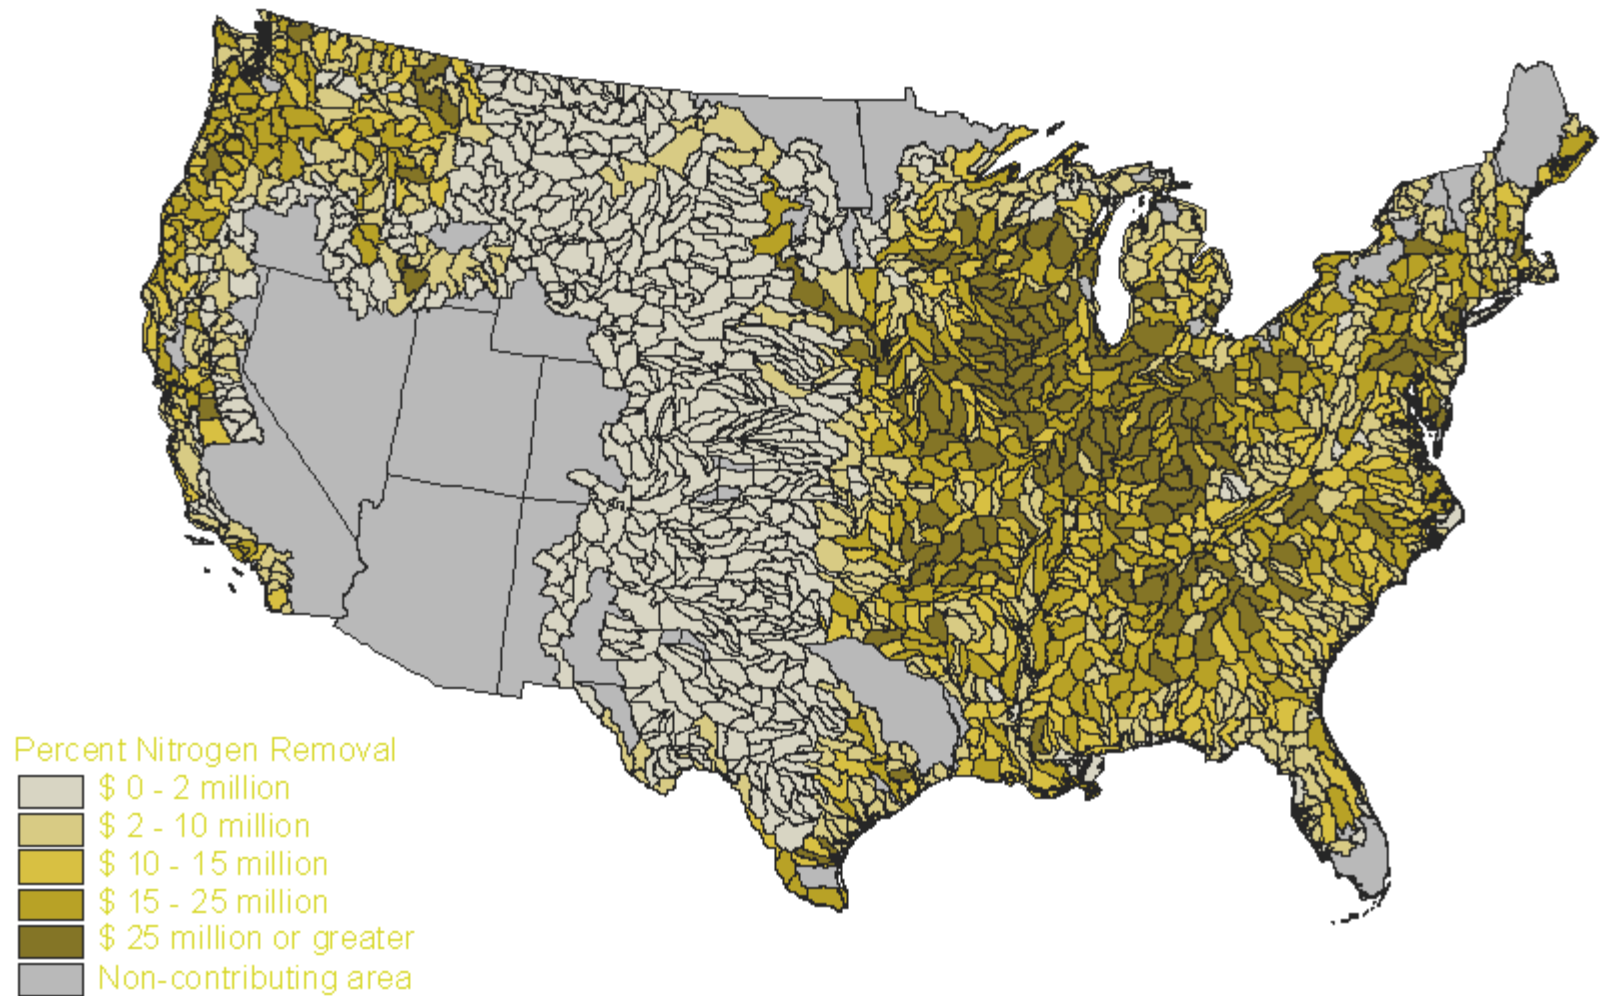 Percent Nitrogen Removal
$ 0 - 2 million
$ 2 - 10 million
$ 10 - 15 million
$ 15 - 25 million
$ 25 million or greater
Non-contributing area